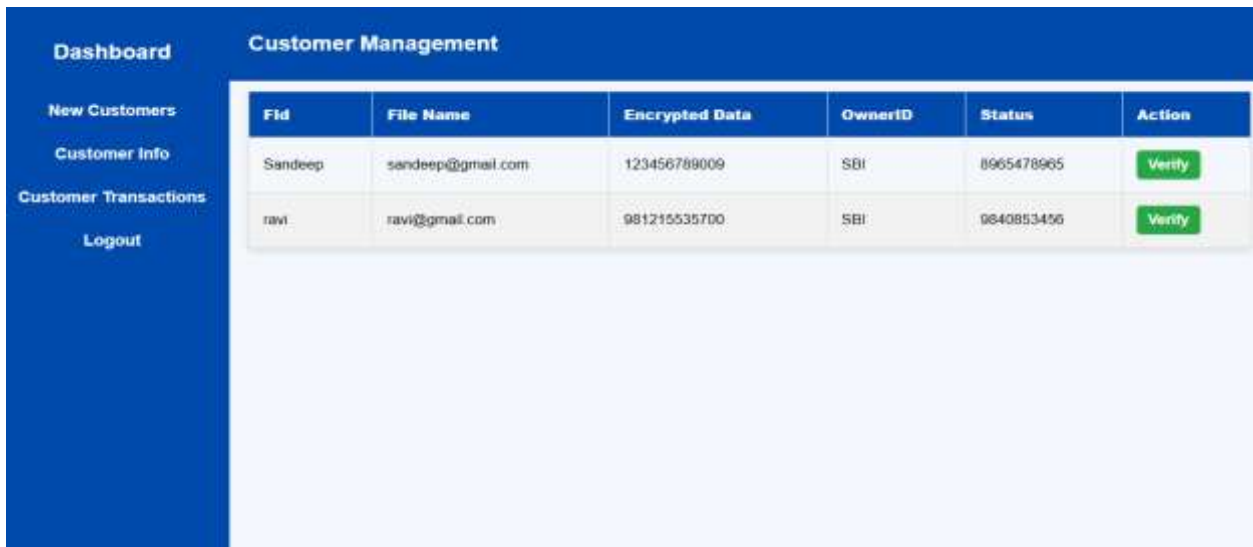 Dashboard
New Customers
Customer Info
Customer Transactions
Logout
Customer Management
FId File Name Encrypted Data OwnerID Status Action
Sandeep sandeep@gmail.com 123456789009 SBI 8965478965 Verify
ravi ravi@gmail.com 981215535700 SBI 9840853456 Verify